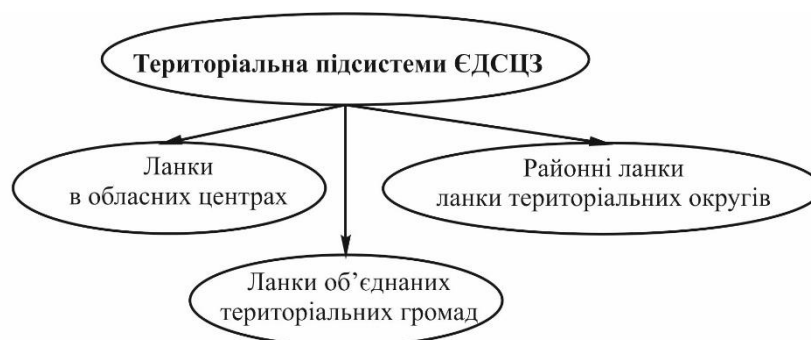 Територіальна підсистеми ЄДСЦЗ
Ланки
в обласних центрах
Районні ланки
ланки територіальних округів
Ланки об’єднаних
територіальних громад